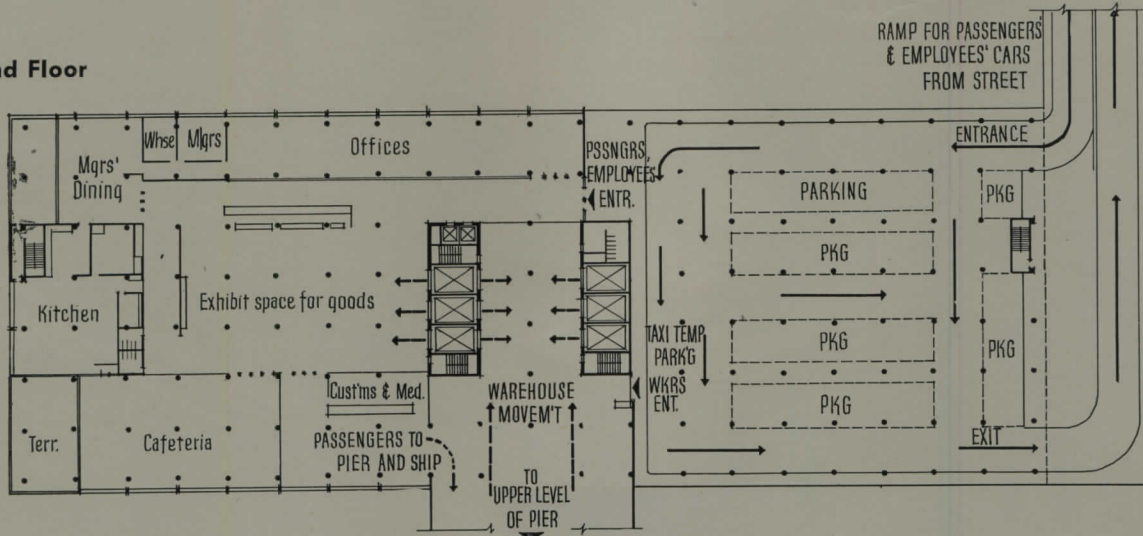 nd Floor
RAMP FOR PASSENGERS'
& EMPLOYEES' CARS
FROM STREET
Whse
Mgrs
Offices
Mgrs'
Dining
PSSNGRS,
EMPLOYEES
ENTR.
ENTRANCE
PARKING
PKG
PKG
Kitchen
Exhibit space for goods
TAXI TEMP.
PARK'G
PKG
PKG
WKRS
ENT.
PKG
Terr.
Cafeteria
Cust'ms & Med.
WAREHOUSE
MOVEM'T
PASSENGERS TO
PIER AND SHIP
EXIT
TO
UPPER LEVEL
OF PIER